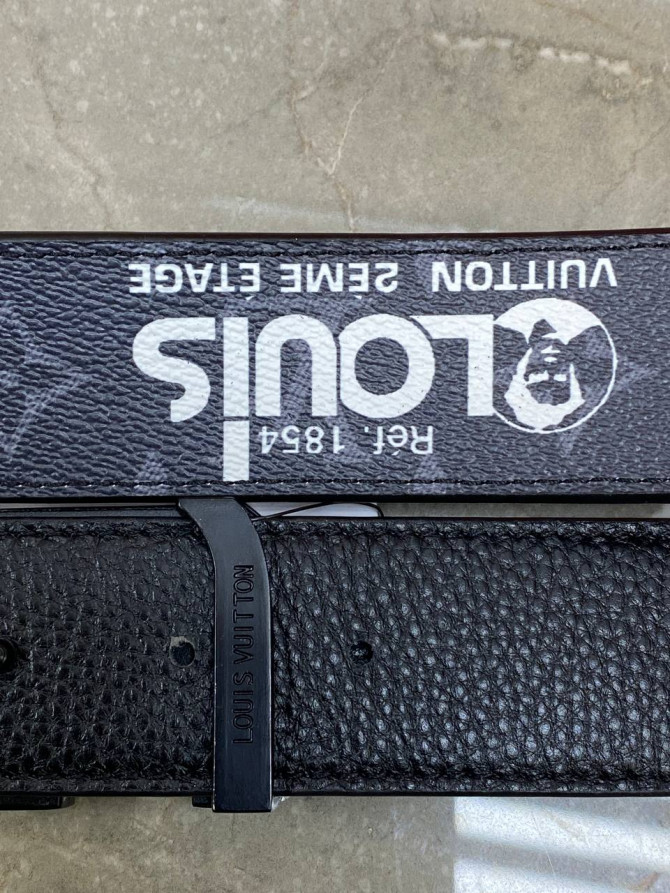 Réf. 1854
LOUIS
VUITTON 2ÈME ÉTAGE
LOUIS VUITTON